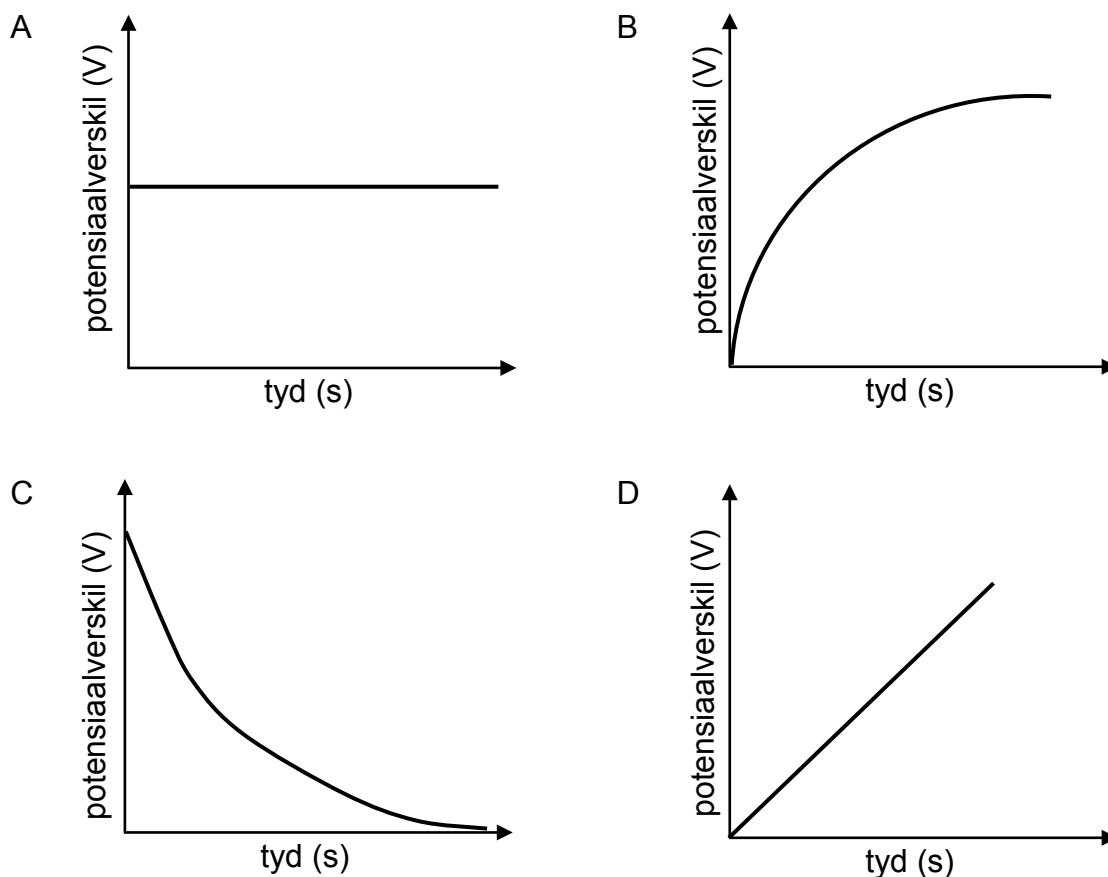 A
potensiaalverskil (V)
tyd (s)
B
potensiaalverskil (V)
tyd (s)
C
potensiaalverskil (V)
tyd (s)
D
potensiaalverskil (V)
tyd (s)